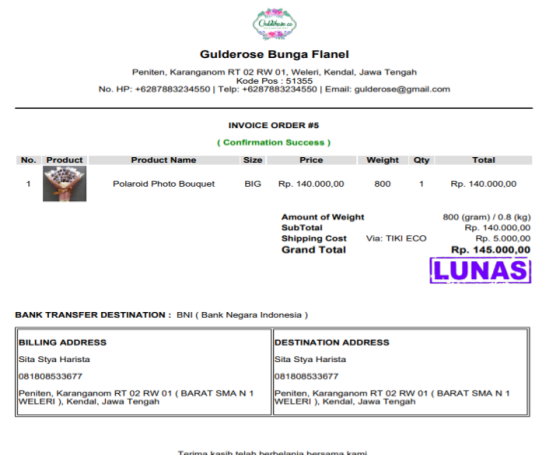 Gulderose Bunga Flanel
Peniten, Karanganom RT 02 RW 01, Weleri, Kendal, Jawa Tengah
Kode Pos : 51355
No. HP: +6287883234550 | Telp: +6287883234550 | Email: gulderose@gmail.com
INVOICE ORDER #5
( Confirmation Success )
No. Product Product Name Size Price Weight Qty Total
1 Polaroid Photo Bouquet BIG Rp. 140.000,00 800 1 Rp. 140.000,00
Amount of Weight 800 (gram) / 0.8 (kg)
SubTotal Rp. 140.000,00
Shipping Cost Via: TIKI ECO Rp. 5.000,00
Grand Total Rp. 145.000,00
LUNAS
BANK TRANSFER DESTINATION : BNI ( Bank Negara Indonesia )
BILLING ADDRESS
Sita Stya Harista
081808533677
Peniten, Karanganom RT 02 RW 01 ( BARAT SMA N 1
WELERI ), Kendal, Jawa Tengah
DESTINATION ADDRESS
Sita Stya Harista
081808533677
Peniten, Karanganom RT 02 RW 01 ( BARAT SMA N 1
WELERI ), Kendal, Jawa Tengah
Terima kasih telah berbelanja bersama kami